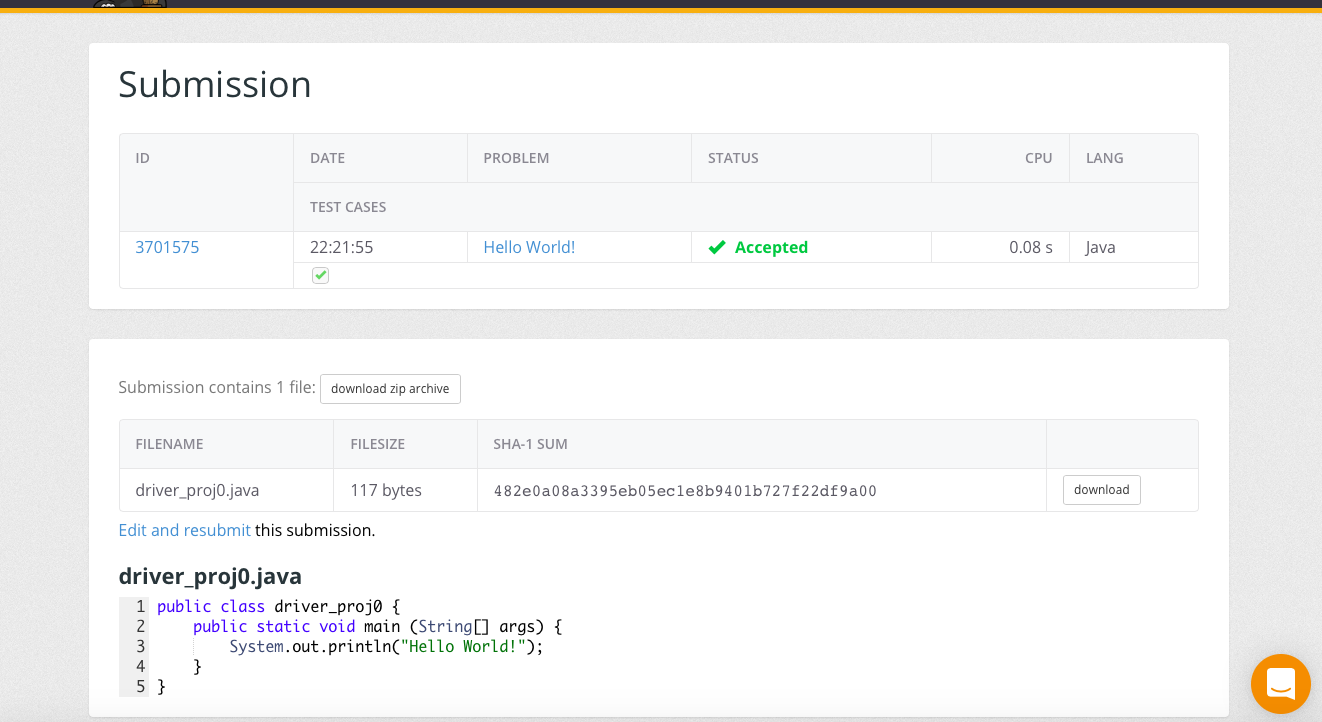 Submission
ID DATE PROBLEM STATUS CPU LANG
TEST CASES
3701575 22:21:55 Hello World! Accepted 0.08 s Java
Submission contains 1 file: download zip archive
FILENAME FILESIZE SHA-1 SUM
driver_proj0.java 117 bytes 482e0a08a3395eb05ec1e8b9401b727f22df9a00 download
Edit and resubmit this submission.
driver_proj0.java
1 public class driver_proj0 {
2 public static void main (String[] args) {
3 System.out.println("Hello World!");
4 }
5 }